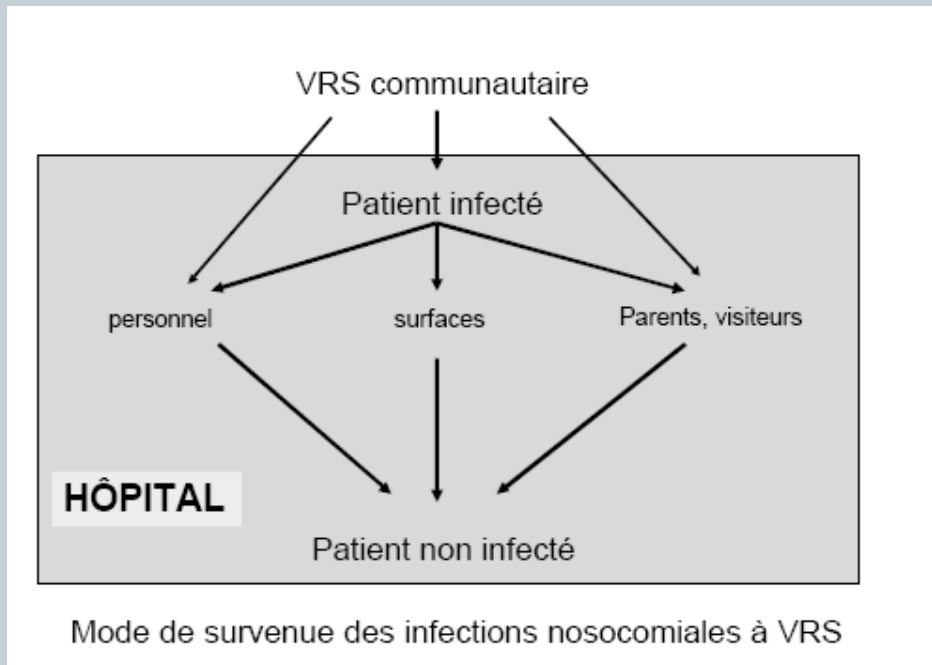 VRS communautaire
Patient infecté
personnel
surfaces
Parents, visiteurs
HÔPITAL
Patient non infecté
Mode de survenue des infections nosocomiales à VRS